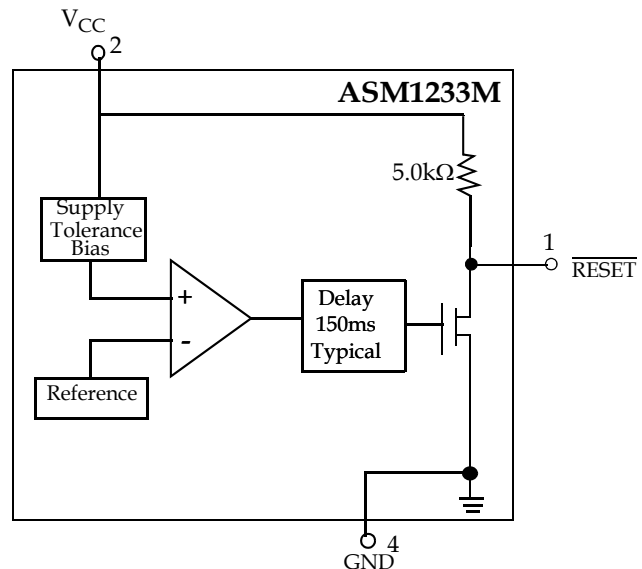 VCC
2
ASM1233M
5.0kΩ
Supply
Tolerance
Bias
1
RESET
+
Delay
150ms
Typical
-
Reference
4
GND